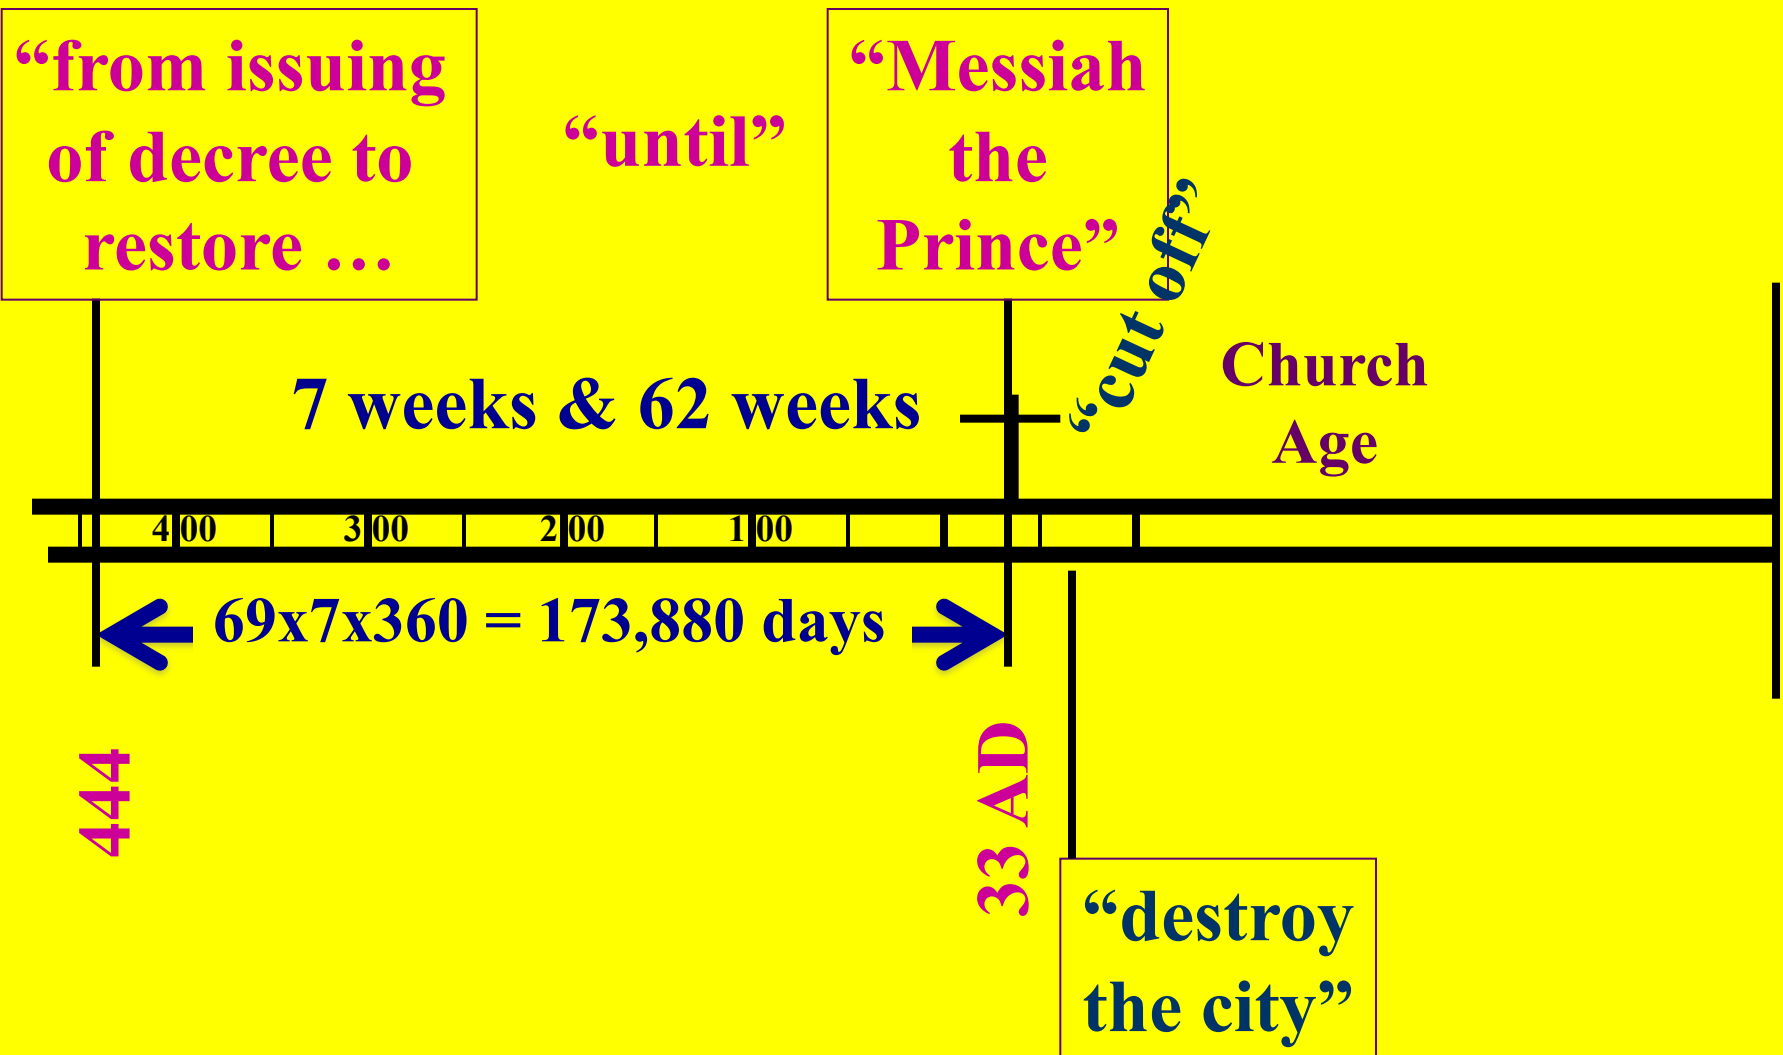 “from issuing
of decree to
restore …
“until”
“Messiah
the
Prince”
“cut off”
Church
Age
7 weeks & 62 weeks
400 300 200 100
69x7x360 = 173,880 days
444
33 AD
“destroy
the city”